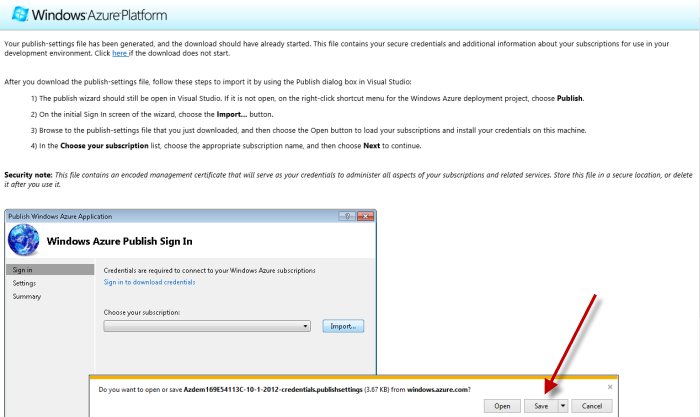 Windows Azure Platform
Your publish-settings file has been generated, and the download should have already started. This file contains your secure credentials and additional information about your subscriptions for use in your
development environment. Click here if the download does not start.
After you download the publish-settings file, follow these steps to import it by using the Publish dialog box in Visual Studio:
1) The publish wizard should still be open in Visual Studio. If it is not open, on the right-click shortcut menu for the Windows Azure deployment project, choose Publish.
2) On the initial Sign In screen of the wizard, choose the Import... button.
3) Browse to the publish-settings file that you just downloaded, and then choose the Open button to load your subscriptions and install your credentials on this machine.
4) In the Choose your subscription list, choose the appropriate subscription name, and then choose Next to continue.
Security note: This file contains an encoded management certificate that will serve as your credentials to administer all aspects of your subscriptions and related services. Store this file in a secure location, or delete
it after you use it.
Publish Windows Azure Application
Windows Azure Publish Sign In
Sign in
Settings
Summary
Credentials are required to connect to your Windows Azure subscriptions
Sign in to download credentials
Choose your subscription:
Import...
Do you want to open or save Azdem169E54113C-10-1-2012-credentials.publishsettings (3.67 KB) from windows.azure.com?
Open Save Cancel